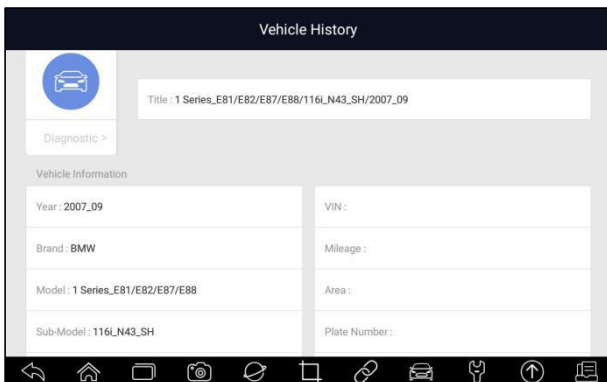 Vehicle History
Title : 1 Series_E81/E82/E87/E88/116i_N43_SH/2007_09
Diagnostic >
Vehicle Information
Year : 2007_09
VIN :
Brand : BMW
Mileage :
Model : 1 Series_E81/E82/E87/E88
Area :
Sub-Model : 116i_N43_SH
Plate Number :